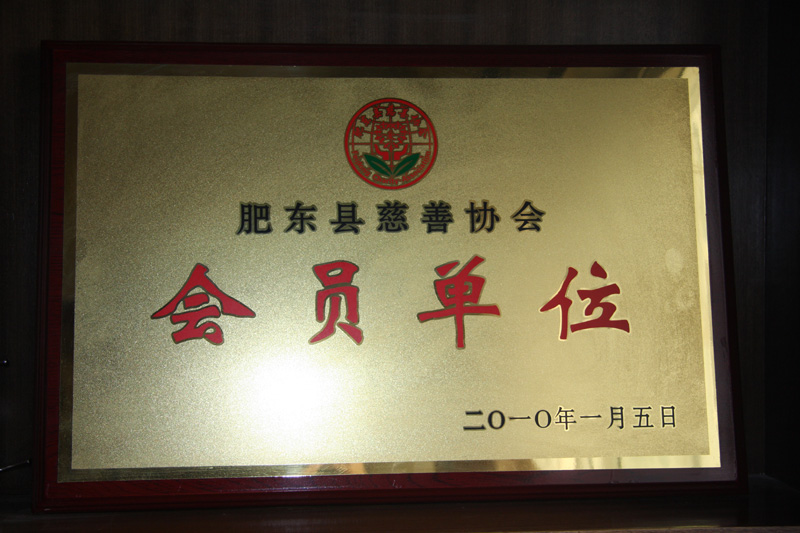 肥东县慈善协会
会员单位
二〇一〇年一月五日